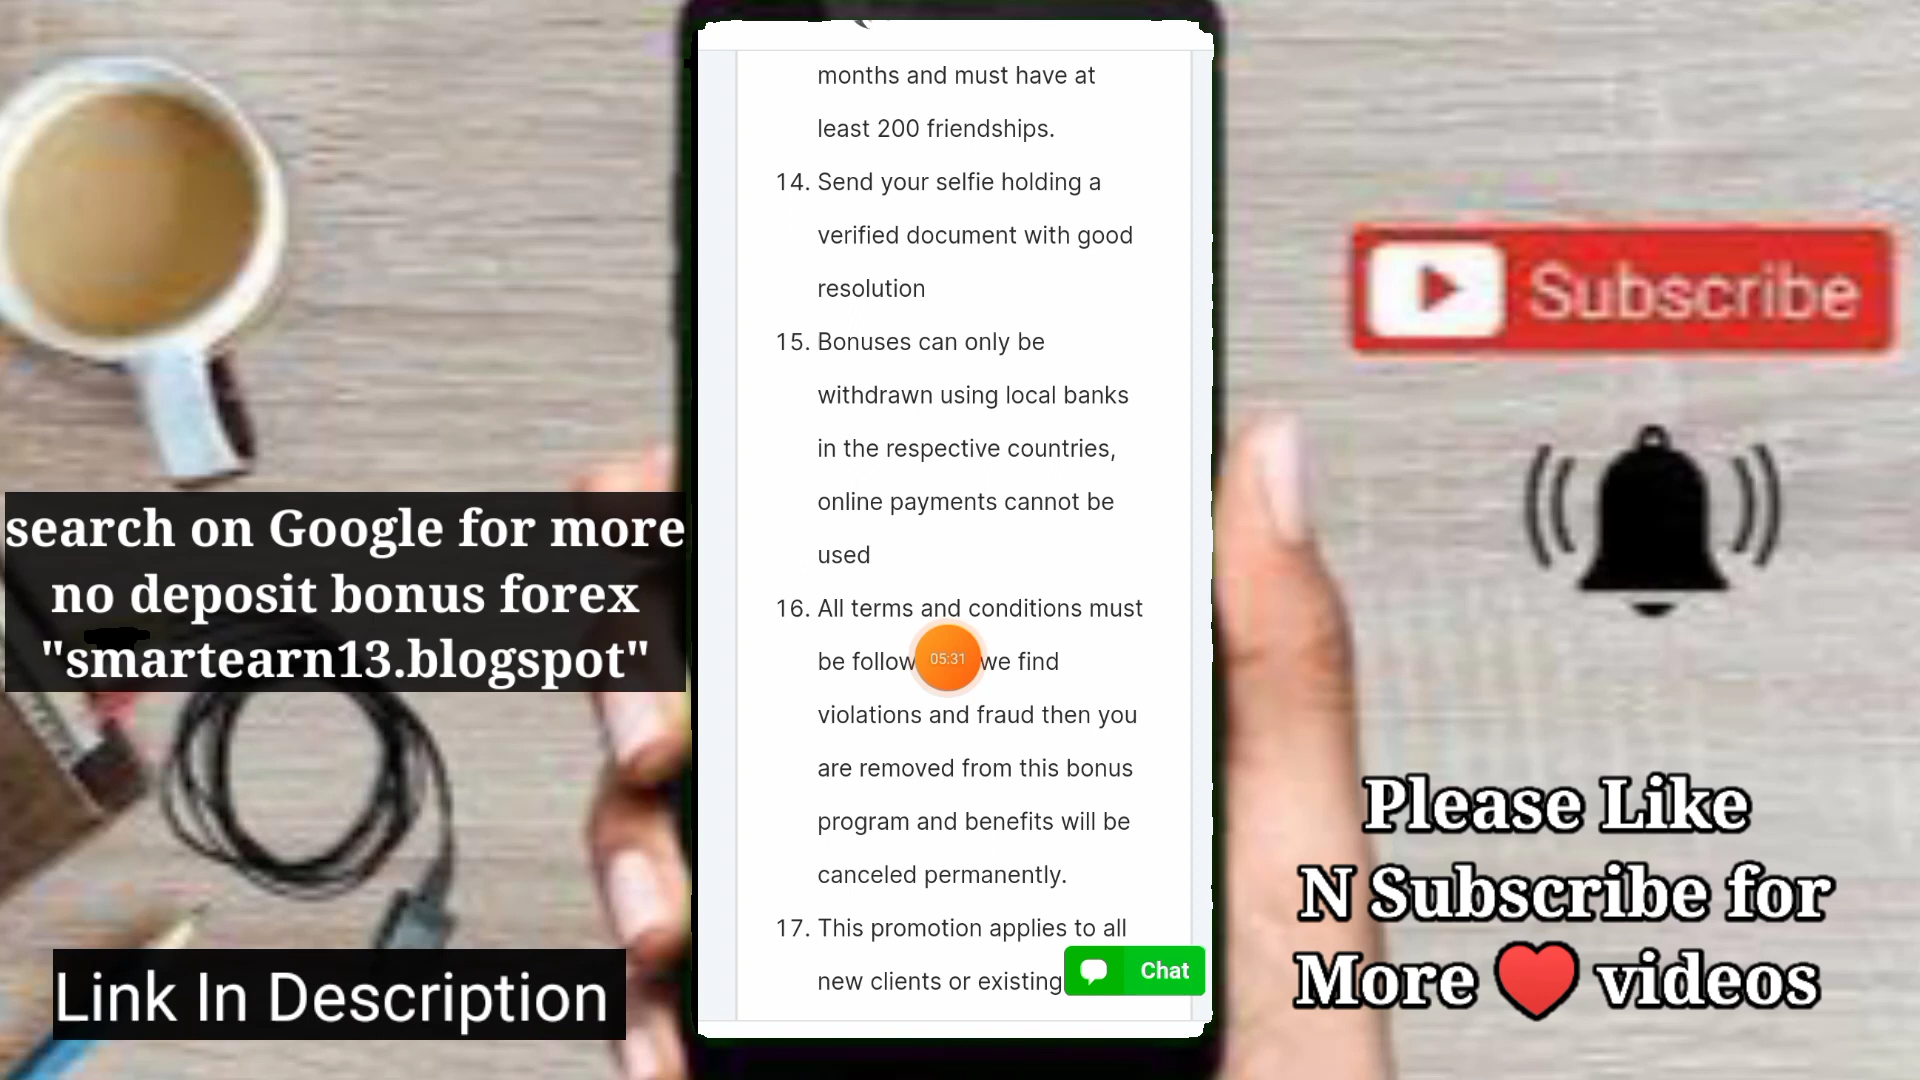 months and must have at
least 200 friendships.
14. Send your selfie holding a
verified document with good
resolution
15. Bonuses can only be
withdrawn using local banks
in the respective countries,
online payments cannot be
used
16. All terms and conditions must
be follow we find
violations and fraud then you
are removed from this bonus
program and benefits will be
canceled permanently.
17. This promotion applies to all
new clients or existing
05:31
Chat
search on Google for more
no deposit bonus forex
"smartearn13.blogspot"
Link In Description
Subscribe
Please Like
N Subscribe for
More ❤ videos